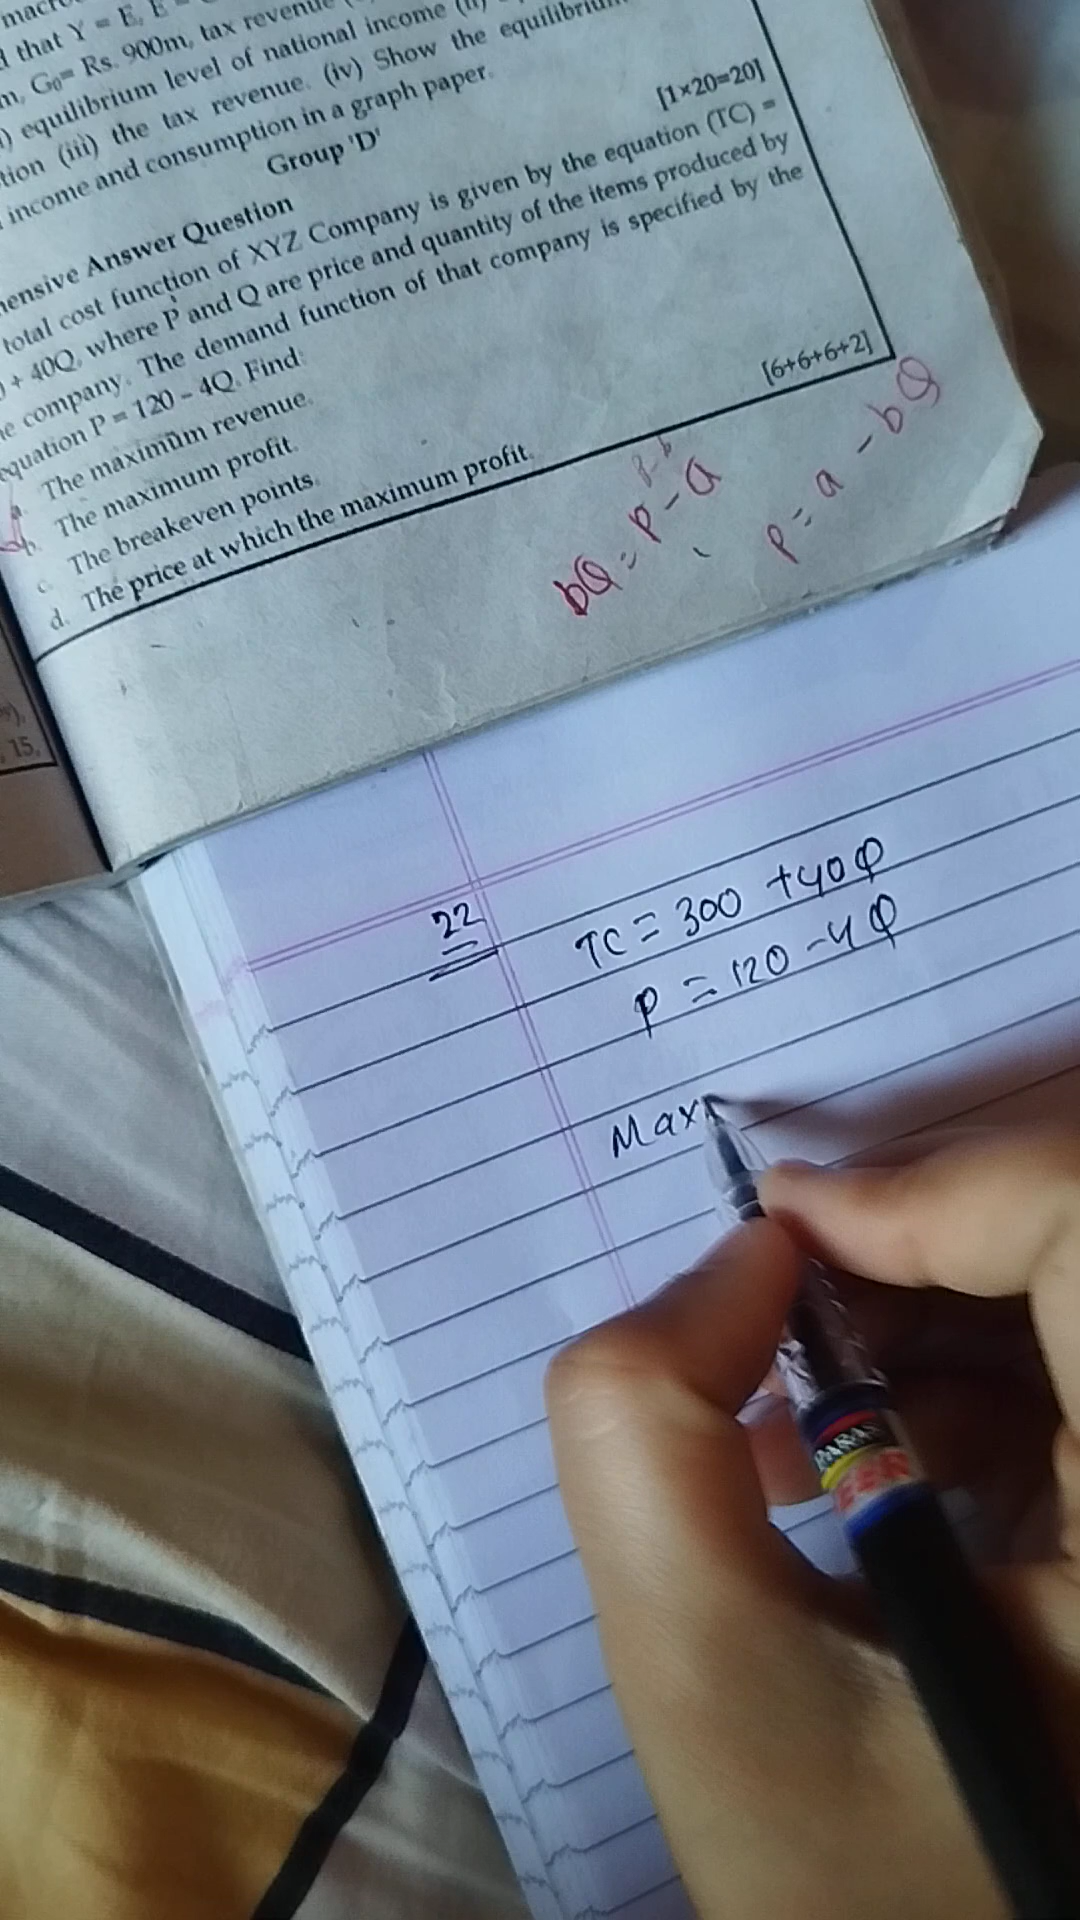 that Y = E, E =
m, G₀= Rs. 900m, tax revenue
equilibrium level of national income (ii)
tion (iii) the tax revenue. (iv) Show the equilibrium
income and consumption in a graph paper.
[1×20=20]
Group 'D'
ensive Answer Question
total cost function of XYZ Company is given by the equation (TC) =
+ 40Q, where P and Q are price and quantity of the items produced by
e company. The demand function of that company is specified by the
equation P = 120 – 4Q. Find:
a. The maximum revenue.
b. The maximum profit.
c. The breakeven points.
d. The price at which the maximum profit.
[6+6+6+2]
bQ = P - a
P = a - bQ
15,
22
TC = 300 + 40Q
P = 120 - 4Q
Max